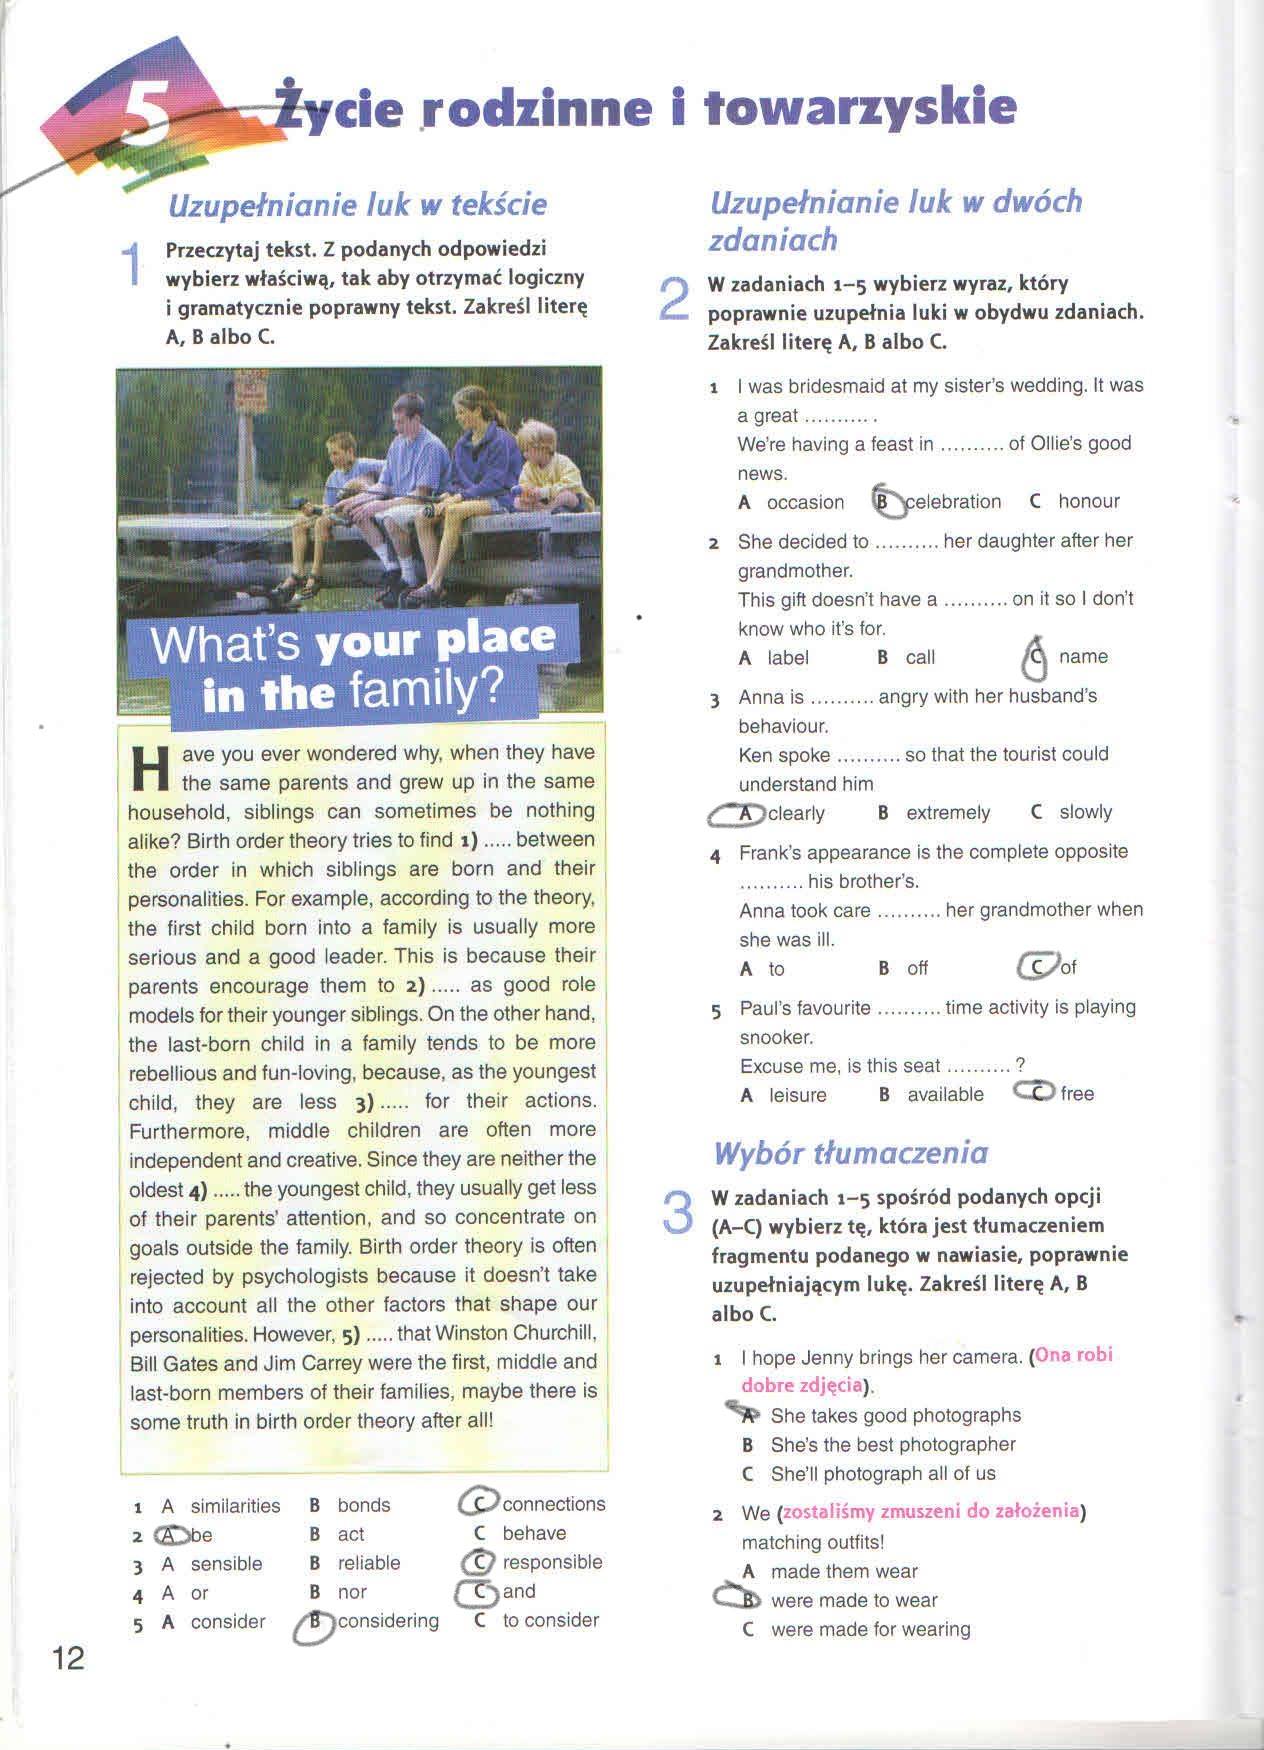 5
Życie rodzinne i towarzyskie
Uzupełnianie luk w tekście
1
Przeczytaj tekst. Z podanych odpowiedzi
wybierz właściwą, tak aby otrzymać logiczny
i gramatycznie poprawny tekst. Zakreśl literę
A, B albo C.
What's your place
in the family?
Have you ever wondered why, when they have
the same parents and grew up in the same
household, siblings can sometimes be nothing
alike? Birth order theory tries to find 1) ..... between
the order in which siblings are born and their
personalities. For example, according to the theory,
the first child born into a family is usually more
serious and a good leader. This is because their
parents encourage them to 2) ..... as good role
models for their younger siblings. On the other hand,
the last-born child in a family tends to be more
rebellious and fun-loving, because, as the youngest
child, they are less 3) ..... for their actions.
Furthermore, middle children are often more
independent and creative. Since they are neither the
oldest 4) ..... the youngest child, they usually get less
of their parents' attention, and so concentrate on
goals outside the family. Birth order theory is often
rejected by psychologists because it doesn't take
into account all the other factors that shape our
personalities. However, 5) ..... that Winston Churchill,
Bill Gates and Jim Carrey were the first, middle and
last-born members of their families, maybe there is
some truth in birth order theory after all!
1 A similarities B bonds C connections
2 A be B act C behave
3 A sensible B reliable C responsible
4 A or B nor C and
5 A consider B considering C to consider
12
Uzupełnianie luk w dwóch
zdaniach
2
W zadaniach 1–5 wybierz wyraz, który
poprawnie uzupełnia luki w obydwu zdaniach.
Zakreśl literę A, B albo C.
1 I was bridesmaid at my sister's wedding. It was
a great .......... .
We're having a feast in .......... of Ollie's good
news.
A occasion B celebration C honour
2 She decided to .......... her daughter after her
grandmother.
This gift doesn't have a .......... on it so I don't
know who it's for.
A label B call C name
3 Anna is .......... angry with her husband's
behaviour.
Ken spoke .......... so that the tourist could
understand him
A clearly B extremely C slowly
4 Frank's appearance is the complete opposite
.......... his brother's.
Anna took care .......... her grandmother when
she was ill.
A to B off C of
5 Paul's favourite .......... time activity is playing
snooker.
Excuse me, is this seat .......... ?
A leisure B available C free
Wybór tłumaczenia
3
W zadaniach 1–5 spośród podanych opcji
(A–C) wybierz tę, która jest tłumaczeniem
fragmentu podanego w nawiasie, poprawnie
uzupełniającym lukę. Zakreśl literę A, B
albo C.
1 I hope Jenny brings her camera. (Ona robi
dobre zdjęcia).
A She takes good photographs
B She's the best photographer
C She'll photograph all of us
2 We (zostaliśmy zmuszeni do założenia)
matching outfits!
A made them wear
B were made to wear
C were made for wearing